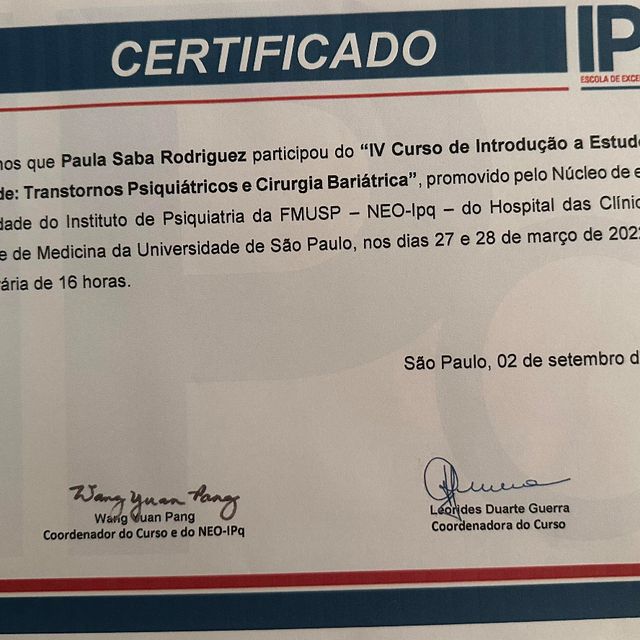 CERTIFICADO
IP
ESCOLA DE EXCE
mos que Paula Saba Rodriguez participou do “IV Curso de Introdução a Estudo
de: Transtornos Psiquiátricos e Cirurgia Bariátrica”, promovido pelo Núcleo de e
dade do Instituto de Psiquiatria da FMUSP – NEO-Ipq – do Hospital das Clínic
e de Medicina da Universidade de São Paulo, nos dias 27 e 28 de março de 202
ária de 16 horas.
São Paulo, 02 de setembro d
Wang Yuan Pang
Wang Yuan Pang
Coordenador do Curso e do NEO-IPq
Leorides Duarte Guerra
Coordenadora do Curso